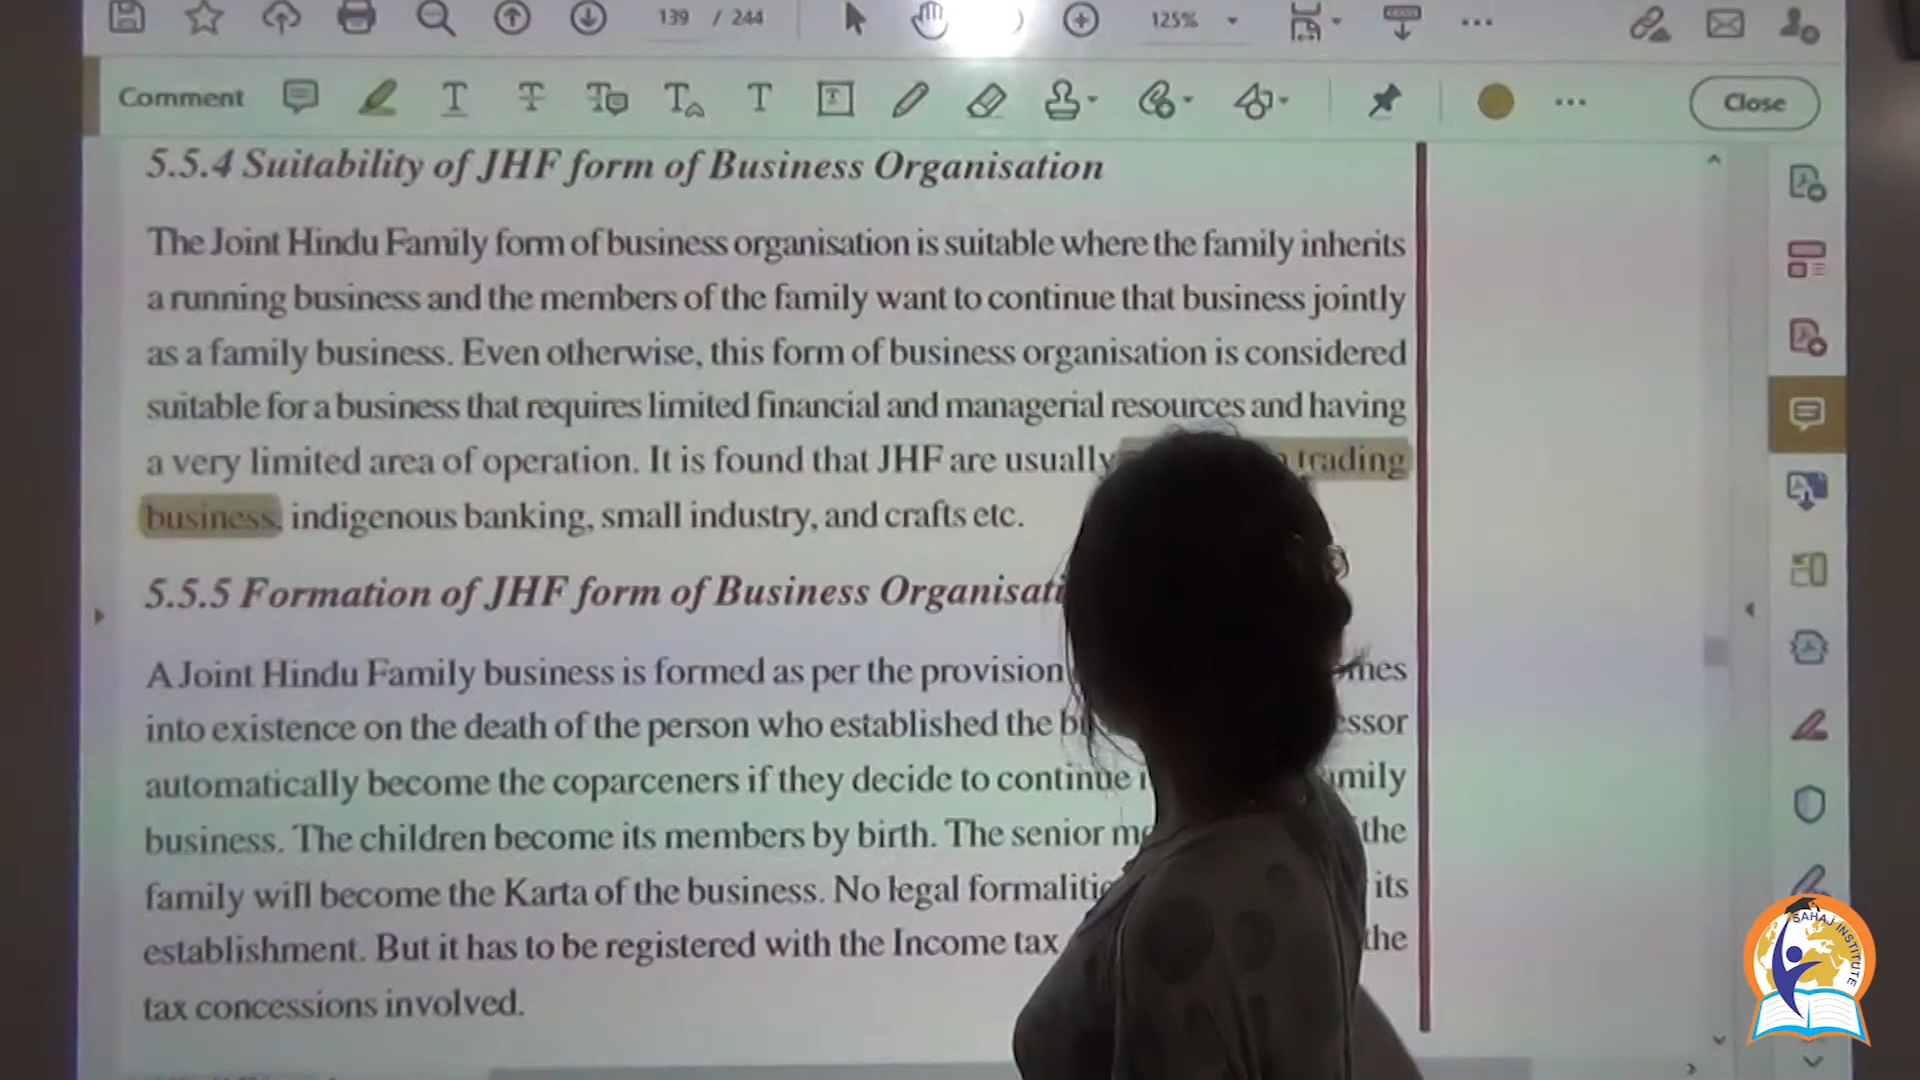 139 / 244
125%
Comment
Close
5.5.4 Suitability of JHF form of Business Organisation
The Joint Hindu Family form of business organisation is suitable where the family inherits
a running business and the members of the family want to continue that business jointly
as a family business. Even otherwise, this form of business organisation is considered
suitable for a business that requires limited financial and managerial resources and having
a very limited area of operation. It is found that JHF are usually trading
business, indigenous banking, small industry, and crafts etc.
5.5.5 Formation of JHF form of Business Organisati
A Joint Hindu Family business is formed as per the provision mes
into existence on the death of the person who established the b essor
automatically become the coparceners if they decide to continue i amily
business. The children become its members by birth. The senior me the
family will become the Karta of the business. No legal formalitie its
establishment. But it has to be registered with the Income tax the
tax concessions involved.
SAHAJ INSTITUTE